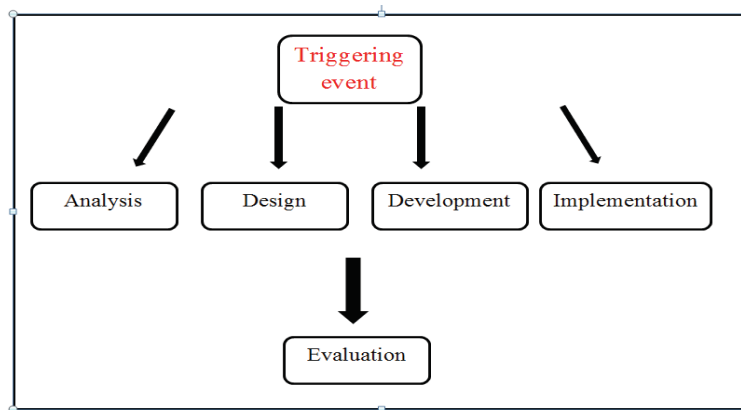 Triggering
event
Analysis
Design
Development
Implementation
Evaluation